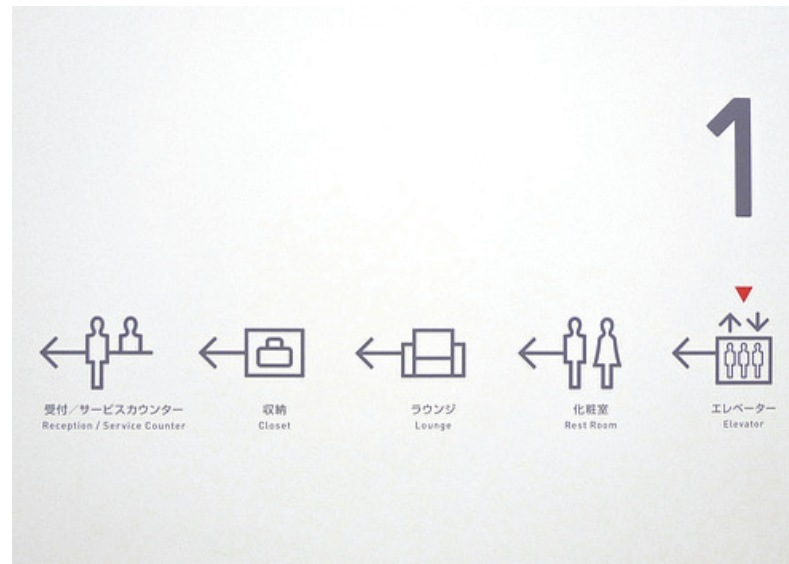 1
受付／サービスカウンター
Reception / Service Counter
収納
Closet
ラウンジ
Lounge
化粧室
Rest Room
エレベーター
Elevator